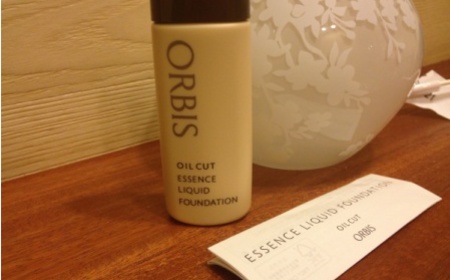 ORBIS
OIL CUT
ESSENCE
LIQUID
FOUNDATION
ESSENCE LIQUID FOUNDATION
OIL CUT
ORBIS